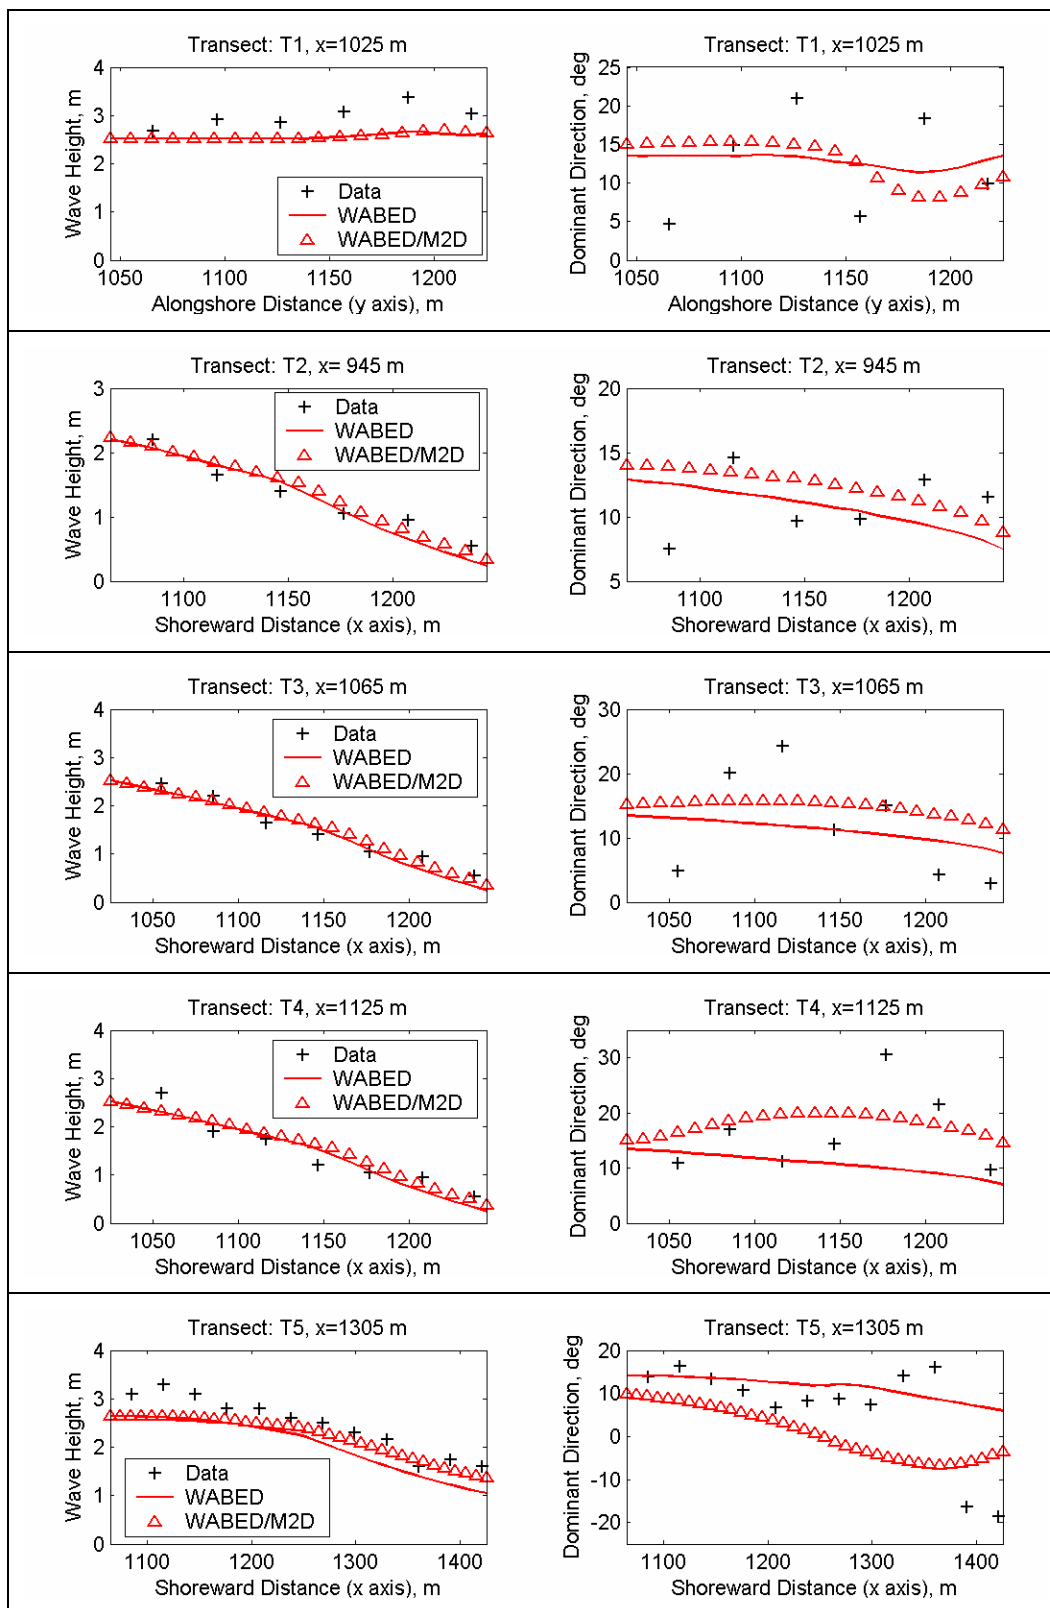 Transect: T1, x=1025 m
Wave Height, m
4
3
2
1
0
Data
WABED
WABED/M2D
1050 1100 1150 1200
Alongshore Distance (y axis), m
Transect: T1, x=1025 m
Dominant Direction, deg
25
20
15
10
5
0
1050 1100 1150 1200
Alongshore Distance (y axis), m
Transect: T2, x= 945 m
Wave Height, m
3
2
1
0
Data
WABED
WABED/M2D
1100 1150 1200
Shoreward Distance (x axis), m
Transect: T2, x= 945 m
Dominant Direction, deg
20
15
10
5
1100 1150 1200
Shoreward Distance (x axis), m
Transect: T3, x=1065 m
Wave Height, m
4
3
2
1
0
Data
WABED
WABED/M2D
1050 1100 1150 1200
Shoreward Distance (x axis), m
Transect: T3, x=1065 m
Dominant Direction, deg
30
20
10
0
1050 1100 1150 1200
Shoreward Distance (x axis), m
Transect: T4, x=1125 m
Wave Height, m
4
3
2
1
0
Data
WABED
WABED/M2D
1050 1100 1150 1200
Shoreward Distance (x axis), m
Transect: T4, x=1125 m
Dominant Direction, deg
30
20
10
0
1050 1100 1150 1200
Shoreward Distance (x axis), m
Transect: T5, x=1305 m
Wave Height, m
4
3
2
1
0
Data
WABED
WABED/M2D
1100 1200 1300 1400
Shoreward Distance (x axis), m
Transect: T5, x=1305 m
Dominant Direction, deg
20
10
0
-10
-20
1100 1200 1300 1400
Shoreward Distance (x axis), m